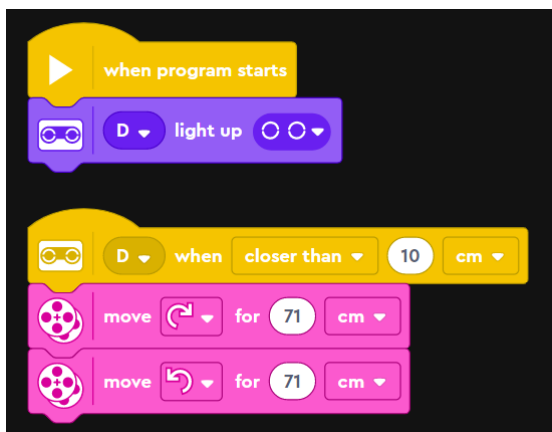 when program starts
D light up
D when closer than 10 cm
move for 71 cm
move for 71 cm